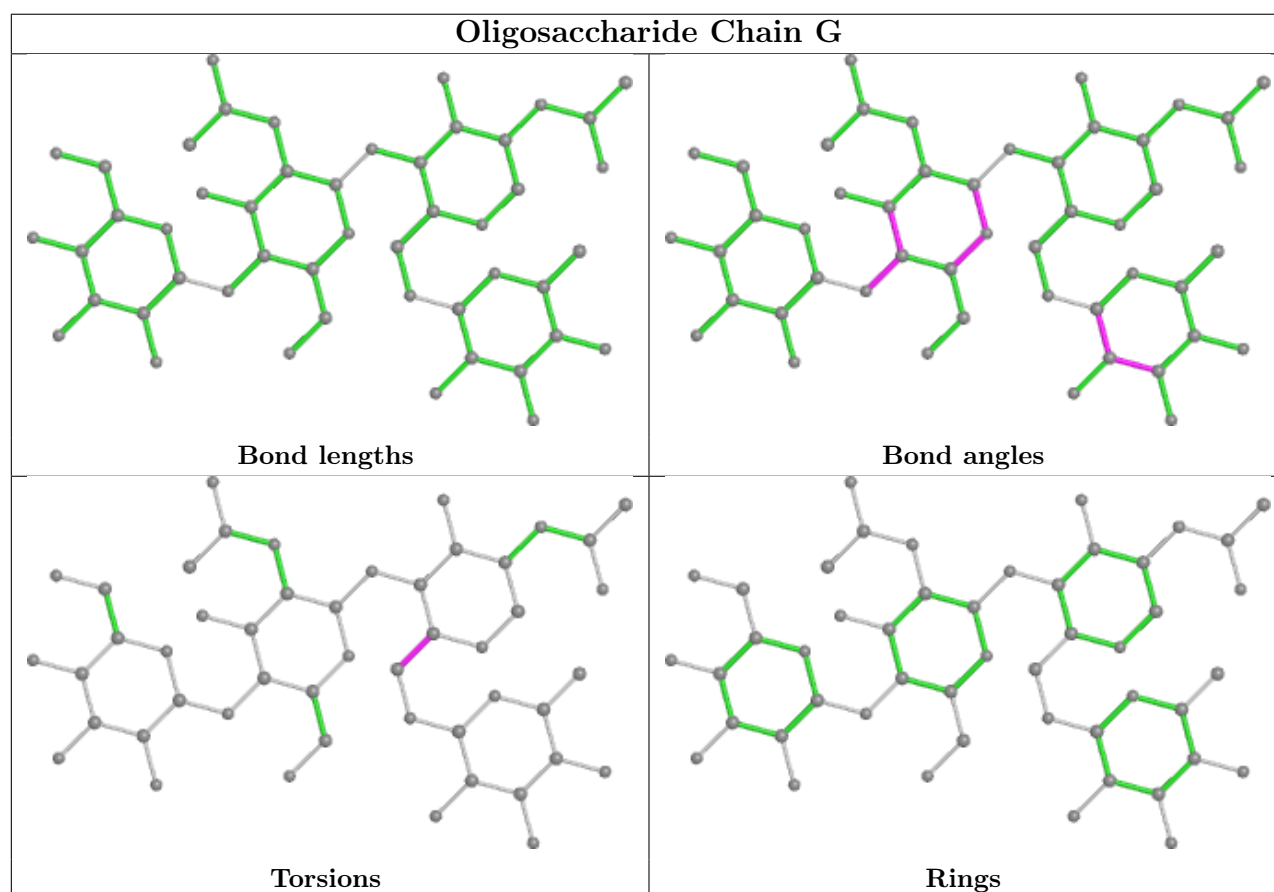 Oligosaccharide Chain G
Bond lengths
Bond angles
Torsions
Rings